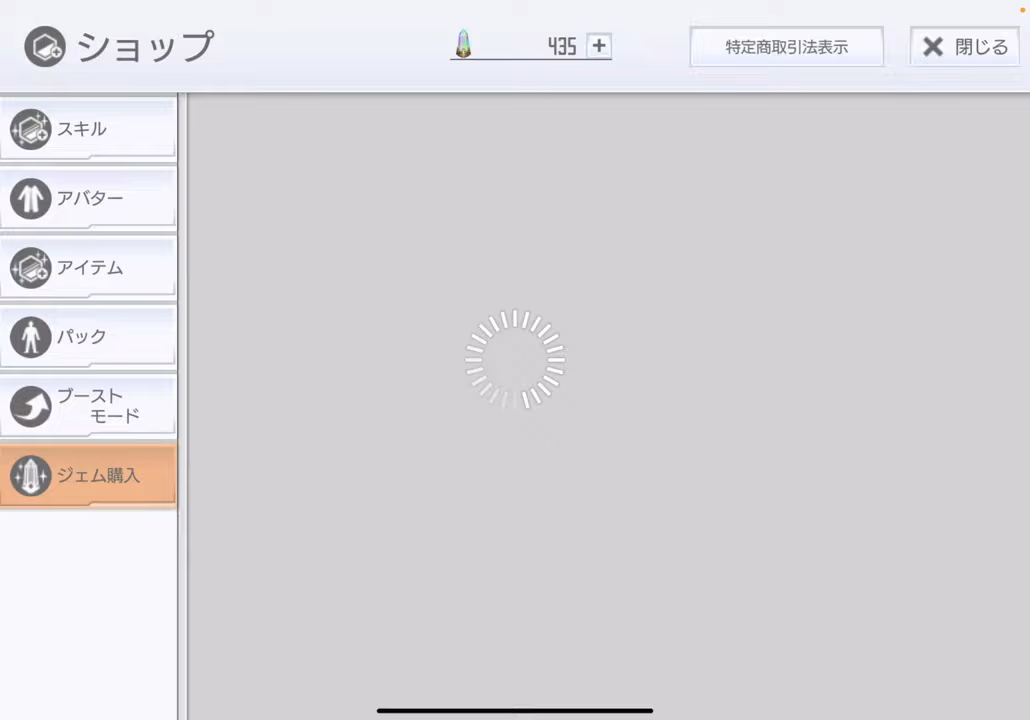 ショップ
435
特定商取引法表示
閉じる
スキル
アバター
アイテム
パック
ブースト
モード
ジェム購入